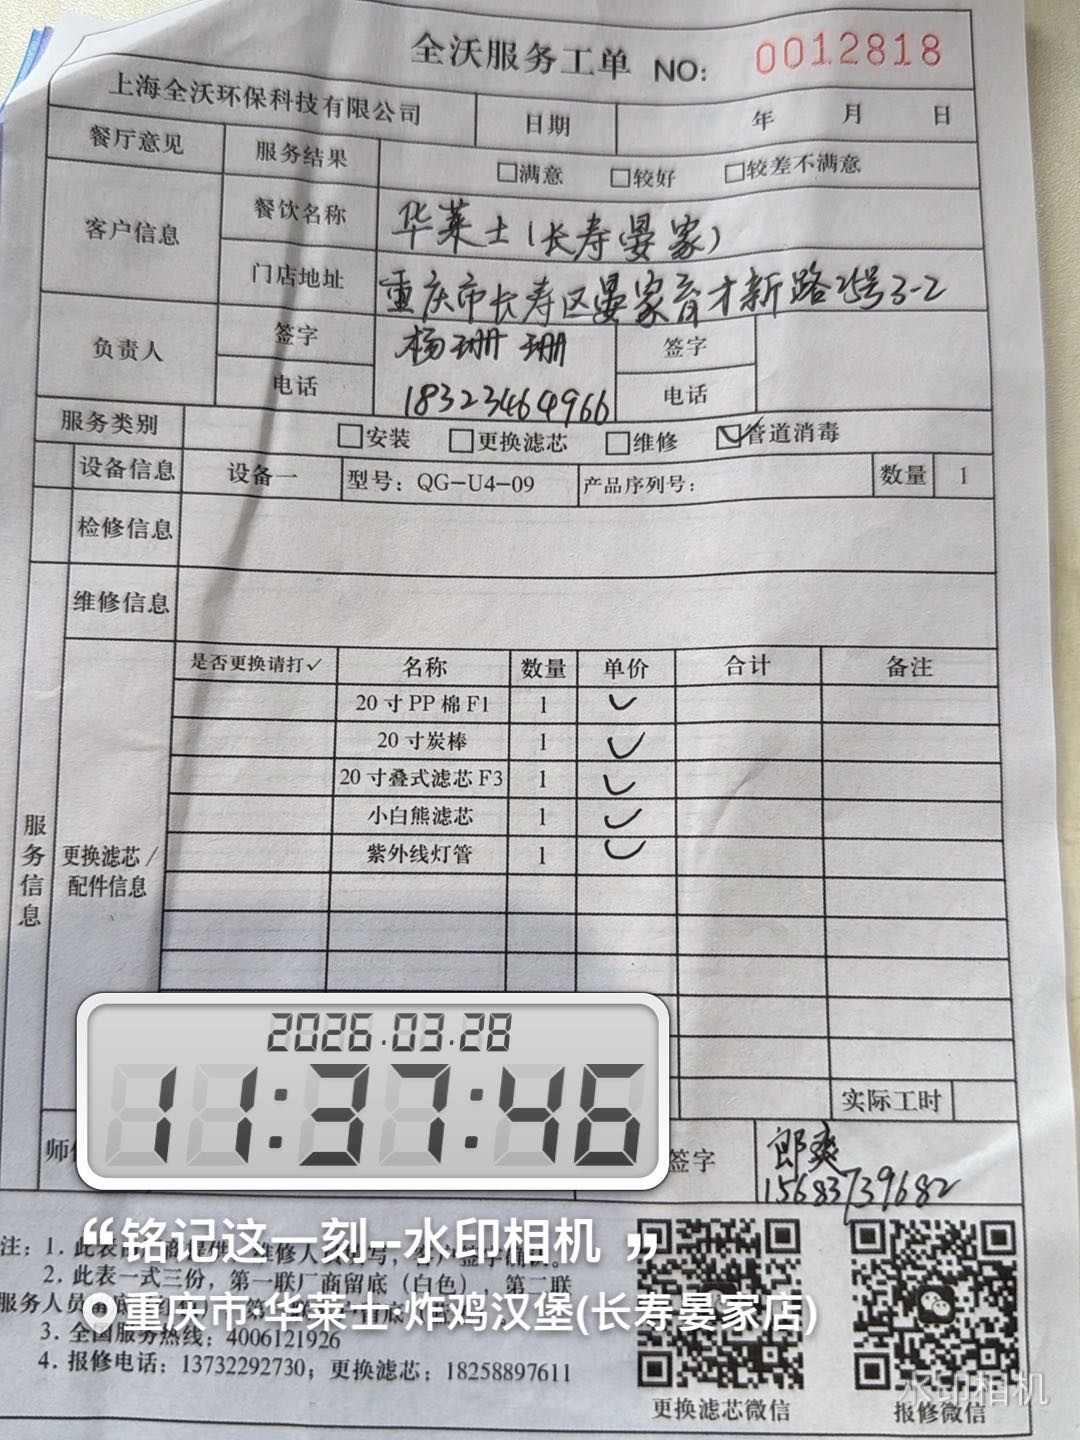 全沃服务工单 NO: 0012818
上海全沃环保科技有限公司 日期 年 月 日
餐厅意见 服务结果 □满意 □较好 □较差不满意
客户信息 餐饮名称 华莱士(长寿晏家)
门店地址 重庆市长寿区晏家育才新路25号3-2
负责人 签字 杨珊珊 签字
电话 18323464966 电话
服务类别 □安装 □更换滤芯 □维修 ☑管道消毒
设备信息 设备一 型号：QG-U4-09 产品序列号： 数量 1
检修信息
维修信息
服务信息
更换滤芯/
配件信息
是否更换请打✓ 名称 数量 单价 合计 备注
20寸PP棉F1 1 ✓
20寸炭棒 1 ✓
20寸叠式滤芯F3 1 ✓
小白熊滤芯 1 ✓
紫外线灯管 1 ✓
2026.03.28
11:37:46
实际工时
师 签字 郎爽
15683739682
“铭记这一刻--水印相机”
注：1. 此表
2. 此表一式三份，第一联厂商留底（白色），第二联
服务人员
重庆市·华莱士·炸鸡汉堡(长寿晏家店)
3. 全国服务热线：4006121926
4. 报修电话：13732292730；更换滤芯：18258897611
更换滤芯微信 报修微信
水印相机